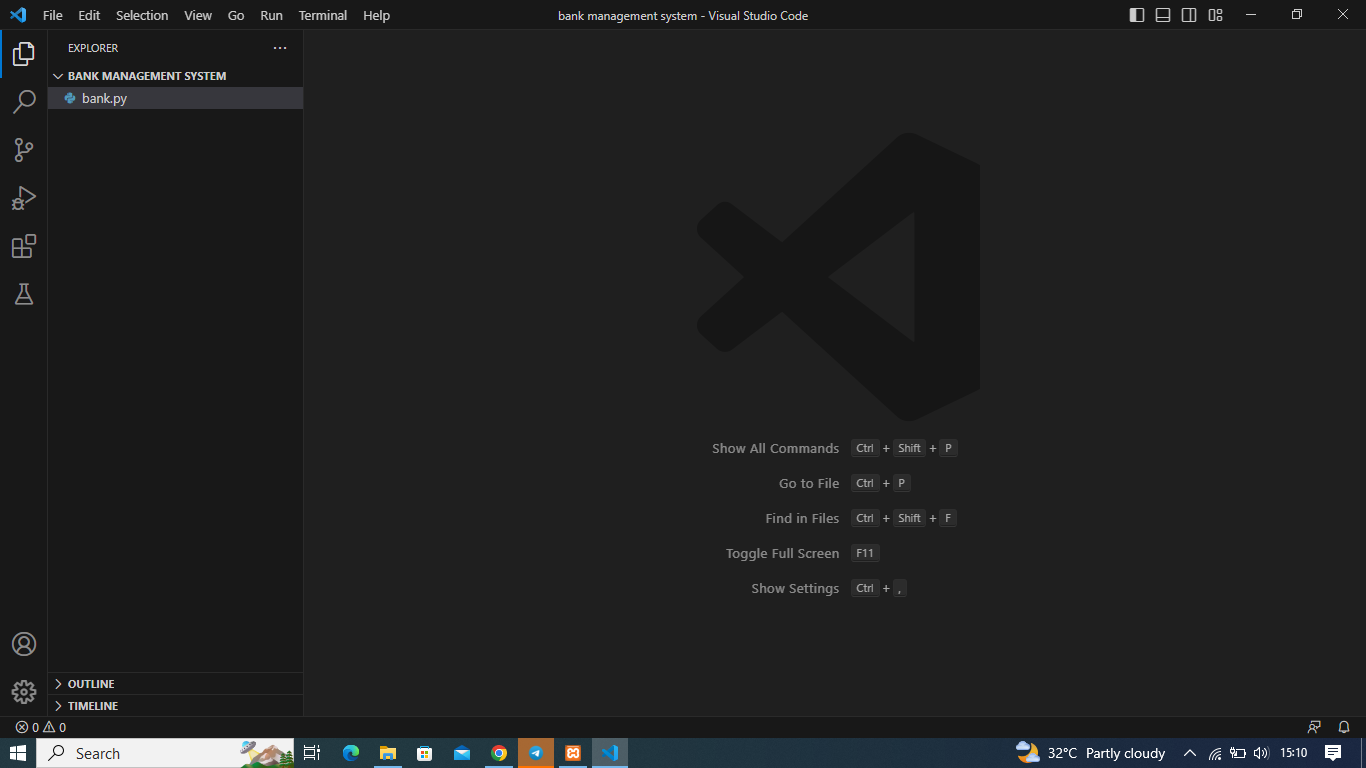 File Edit Selection View Go Run Terminal Help bank management system - Visual Studio Code
EXPLORER ...
BANK MANAGEMENT SYSTEM
bank.py
Show All Commands Ctrl + Shift + P
Go to File Ctrl + P
Find in Files Ctrl + Shift + F
Toggle Full Screen F11
Show Settings Ctrl + ,
OUTLINE
TIMELINE
0 0
Search 32°C Partly cloudy 15:10